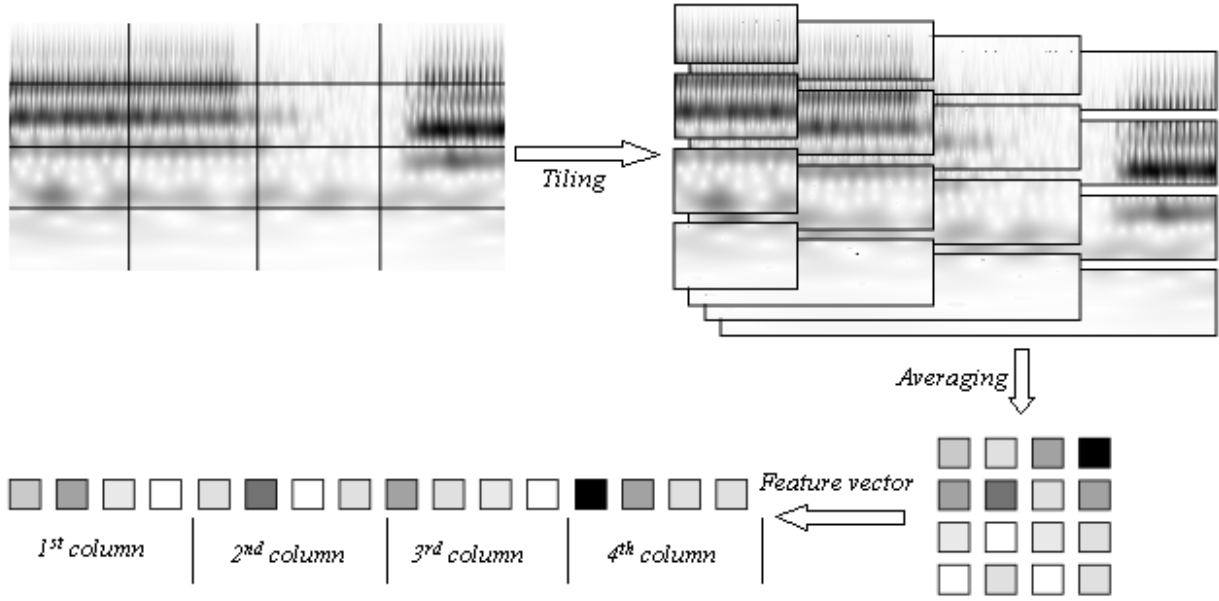 Tiling
Averaging
Feature vector
1st column
2nd column
3rd column
4th column